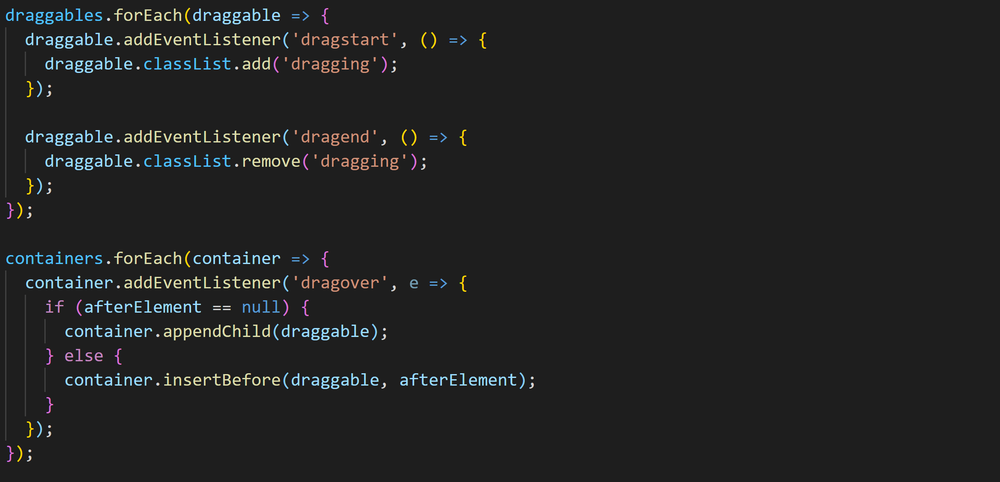 draggables.forEach(draggable => {
  draggable.addEventListener('dragstart', () => {
    draggable.classList.add('dragging');
  });

  draggable.addEventListener('dragend', () => {
    draggable.classList.remove('dragging');
  });
});

containers.forEach(container => {
  container.addEventListener('dragover', e => {
    if (afterElement == null) {
      container.appendChild(draggable);
    } else {
      container.insertBefore(draggable, afterElement);
    }
  });
});